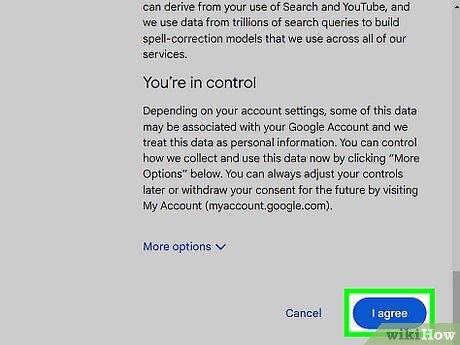 can derive from your use of Search and YouTube, and
we use data from trillions of search queries to build
spell-correction models that we use across all of our
services.
You're in control
Depending on your account settings, some of this data
may be associated with your Google Account and we
treat this data as personal information. You can control
how we collect and use this data now by clicking “More
Options” below. You can always adjust your controls
later or withdraw your consent for the future by visiting
My Account (myaccount.google.com).
More options
Cancel
I agree
wikiHow